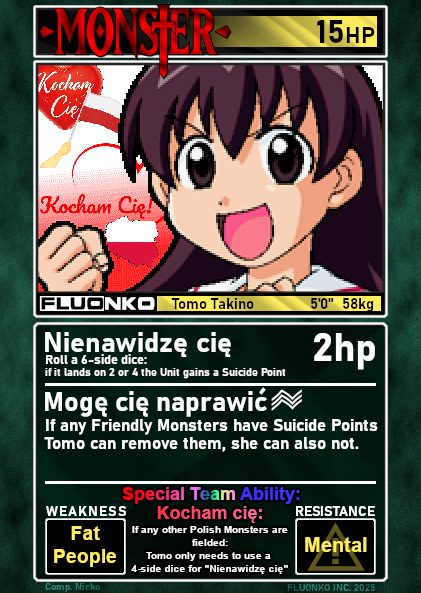 MONSTER
15HP
Kocham
Cię
Kocham Cię!
FLUONKO
Tomo Takino
5'0" 58kg
Nienawidzę cię
2hp
Roll a 6-side dice:
if it lands on 2 or 4 the Unit gains a Suicide Point
Mogę cię naprawić
If any Friendly Monsters have Suicide Points
Tomo can remove them, she can also not.
Special Team Ability:
Kocham cię:
WEAKNESS
Fat
People
If any other Polish Monsters are
fielded:
Tomo only needs to use a
4-side dice for "Nienawidzę cię"
RESISTANCE
Mental
Comp. Nicko
FLUONKO INC. 2025